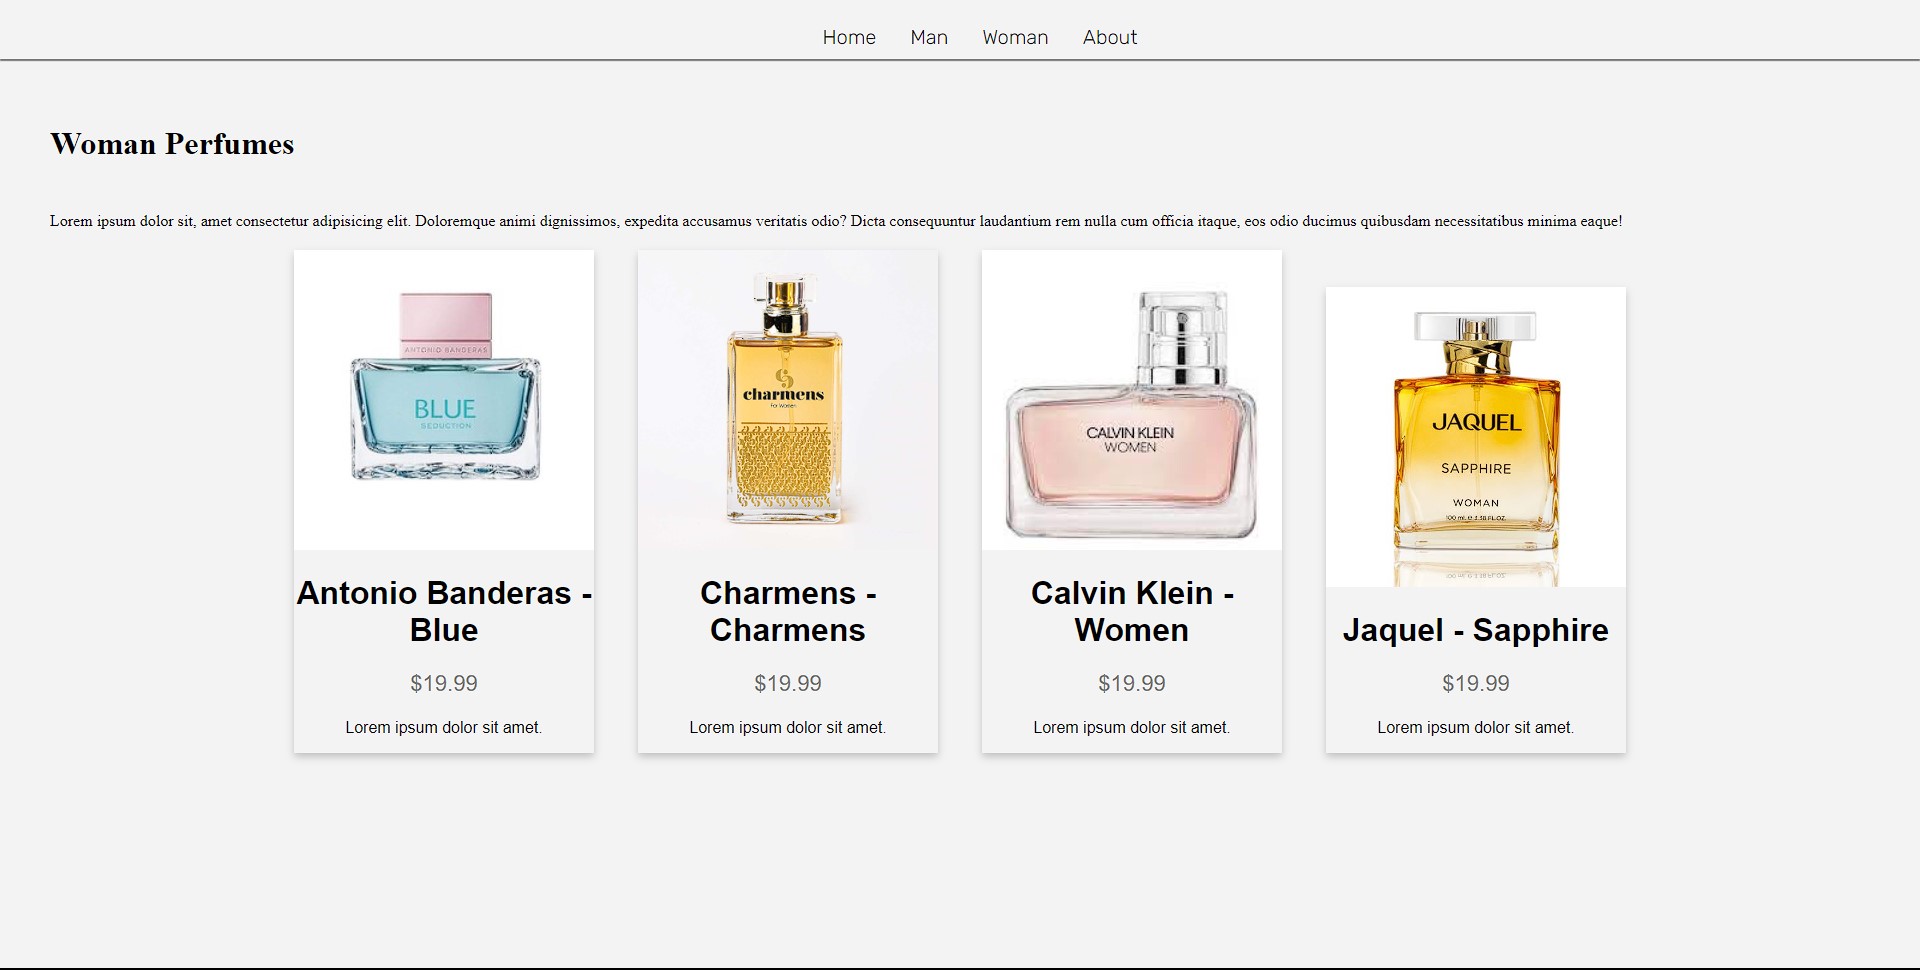 Home Man Woman About
Woman Perfumes
Lorem ipsum dolor sit, amet consectetur adipisicing elit. Doloremque animi dignissimos, expedita accusamus veritatis odio? Dicta consequuntur laudantium rem nulla cum officia itaque, eos odio ducimus quibusdam necessitatibus minima eaque!
ANTONIO BANDERAS
BLUE
SEDUCTION
Antonio Banderas -
Blue
$19.99
Lorem ipsum dolor sit amet.
charmens
For Women
Charmens -
Charmens
$19.99
Lorem ipsum dolor sit amet.
CALVIN KLEIN
WOMEN
Calvin Klein -
Women
$19.99
Lorem ipsum dolor sit amet.
JAQUEL
SAPPHIRE
WOMAN
100 ml. e 3.38 FL.OZ.
Jaquel - Sapphire
$19.99
Lorem ipsum dolor sit amet.